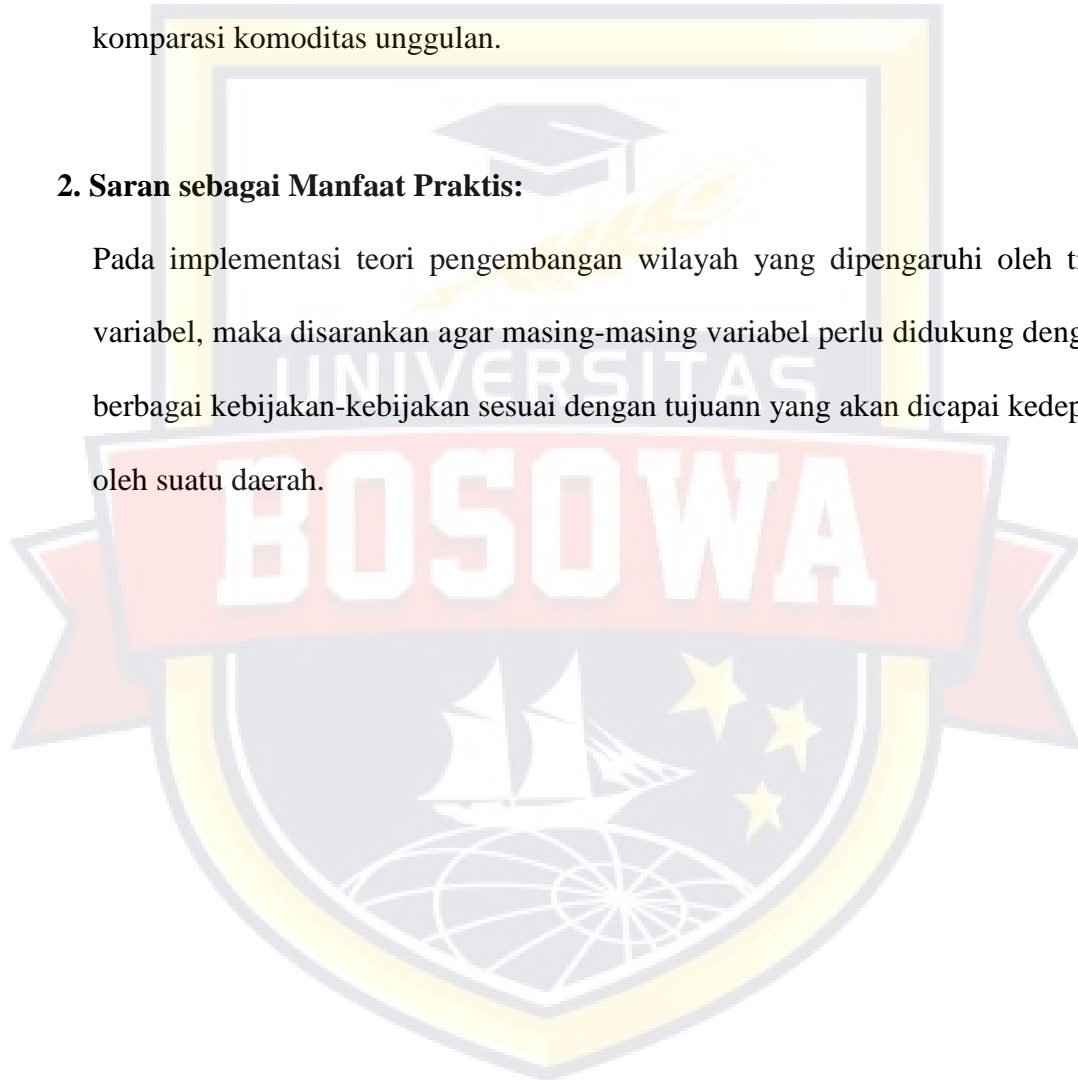 komparasi komoditas unggulan.
2. Saran sebagai Manfaat Praktis:
Pada implementasi teori pengembangan wilayah yang dipengaruhi oleh
variabel, maka disarankan agar masing-masing variabel perlu didukung
berbagai kebijakan-kebijakan sesuai dengan tujuann yang akan dicapai
oleh suatu daerah.
UNIVERSITAS
BOSOWA